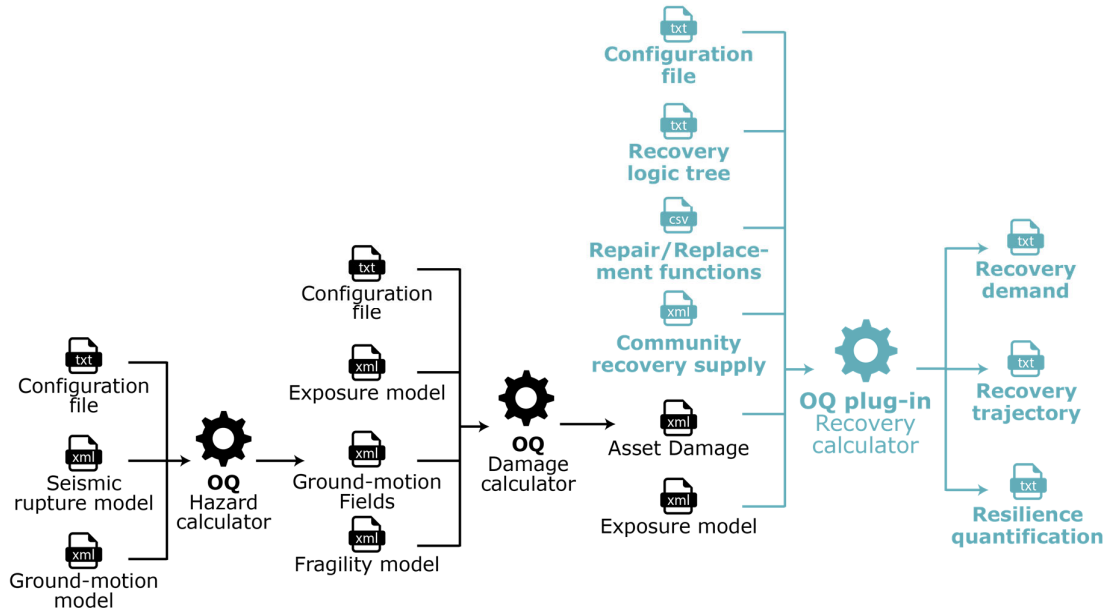 txt
Configuration
file
xml
Seismic
rupture model
xml
Ground-motion
model
OQ
Hazard
calculator
txt
Configuration
file
xml
Exposure model
xml
Ground-motion
Fields
xml
Fragility model
OQ
Damage
calculator
txt
Configuration
file
txt
Recovery
logic tree
csv
Repair/Replace-
ment functions
xml
Community
recovery supply
xml
Asset Damage
xml
Exposure model
OQ plug-in
Recovery
calculator
txt
Recovery
demand
txt
Recovery
trajectory
txt
Resilience
quantification